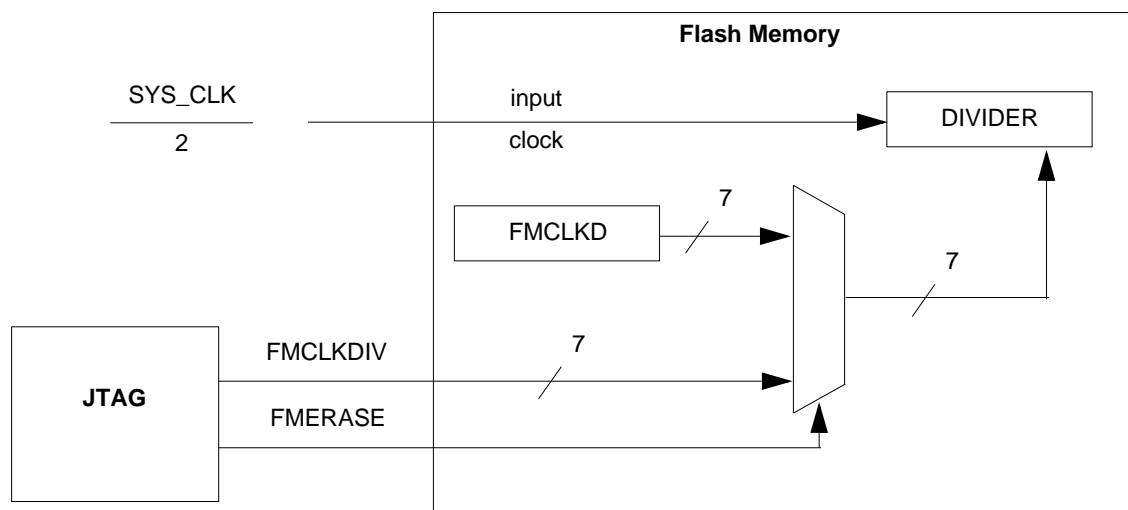 Flash Memory
SYS_CLK
2
input
clock
DIVIDER
7
FMCLKD
7
FMCLKDIV
7
JTAG
FMERASE